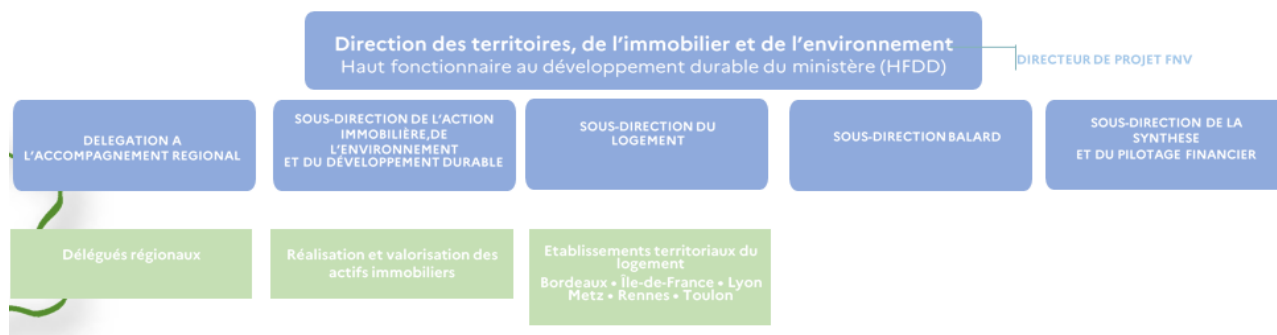 Direction des territoires, de l'immobilier et de l'environnement
Haut fonctionnaire au développement durable du ministère (HFDD)
DIRECTEUR DE PROJET FNV
DELEGATION A
L'ACCOMPAGNEMENT REGIONAL
SOUS-DIRECTION DE L'ACTION
IMMOBILIÈRE,DE
L'ENVIRONNEMENT
ET DU DÉVELOPPEMENT DURABLE
SOUS-DIRECTION DU
LOGEMENT
SOUS-DIRECTION BALARD
SOUS-DIRECTION DE LA
SYNTHESE
ET DU PILOTAGE FINANCIER
Délégués régionaux
Réalisation et valorisation des
actifs immobiliers
Etablissements territoriaux du
logement
Bordeaux • Île-de-France • Lyon
Metz • Rennes • Toulon